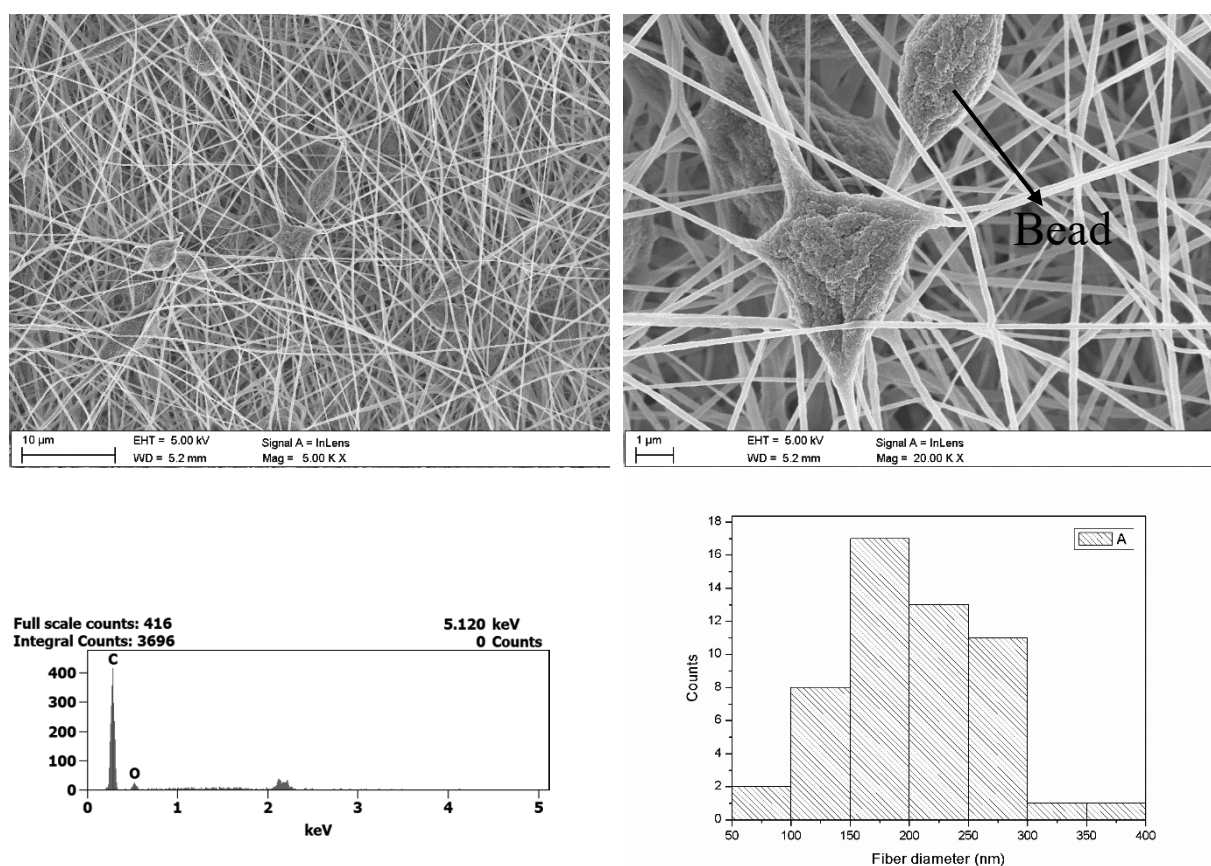 Bead
10 µm
EHT = 5.00 kV
WD = 5.2 mm
Signal A = InLens
Mag = 5.00 K X
1 µm
EHT = 5.00 kV
WD = 5.2 mm
Signal A = InLens
Mag = 20.00 K X
Full scale counts: 416
Integral Counts: 3696
5.120 keV
0 Counts
C
O
400
300
200
100
0
0 1 2 3 4 5
keV
A
18
16
14
12
10
8
6
4
2
0
Counts
50 100 150 200 250 300 350 400
Fiber diameter (nm)